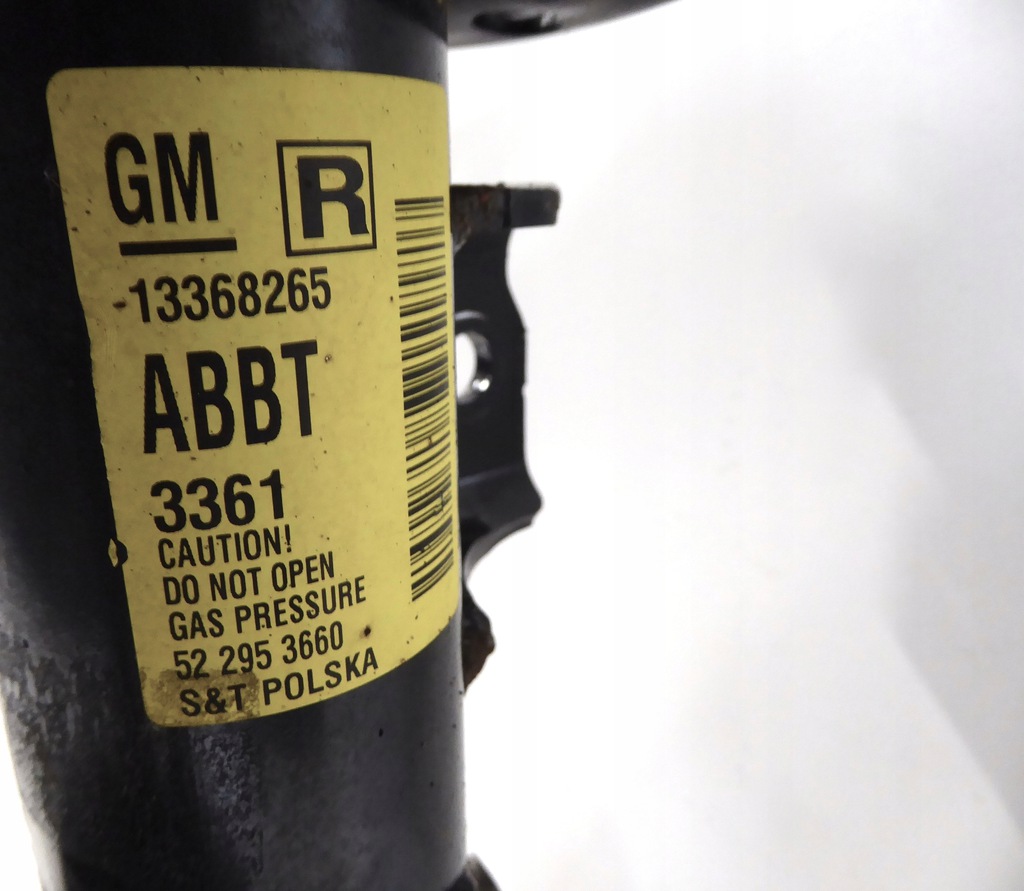 GM R
13368265
ABBT
3361
CAUTION!
DO NOT OPEN
GAS PRESSURE
52 295 3660
S&T POLSKA